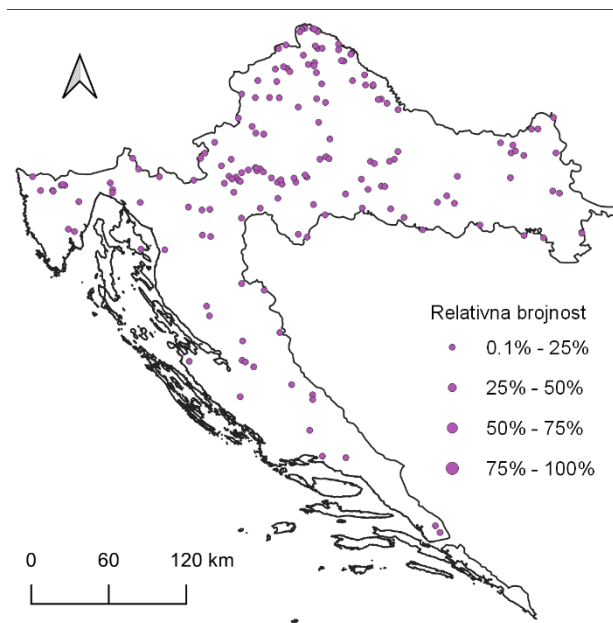 Relativna brojnost
0.1% - 25%
25% - 50%
50% - 75%
75% - 100%
0 60 120 km